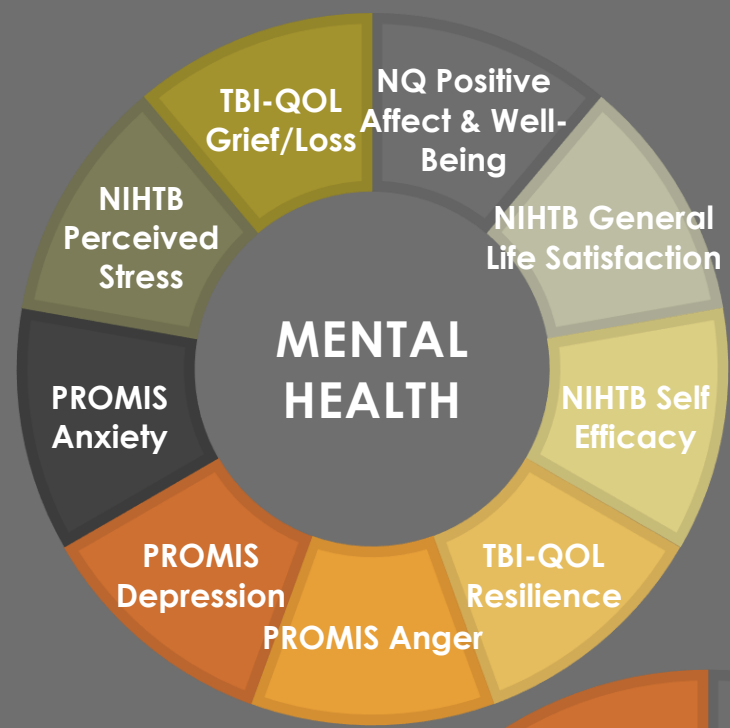 NQ Positive
Affect & Well-
Being
NIHTB General
Life Satisfaction
NIHTB Self
Efficacy
TBI-QOL
Resilience
PROMIS Anger
PROMIS
Depression
PROMIS
Anxiety
NIHTB
Perceived
Stress
TBI-QOL
Grief/Loss
MENTAL
HEALTH